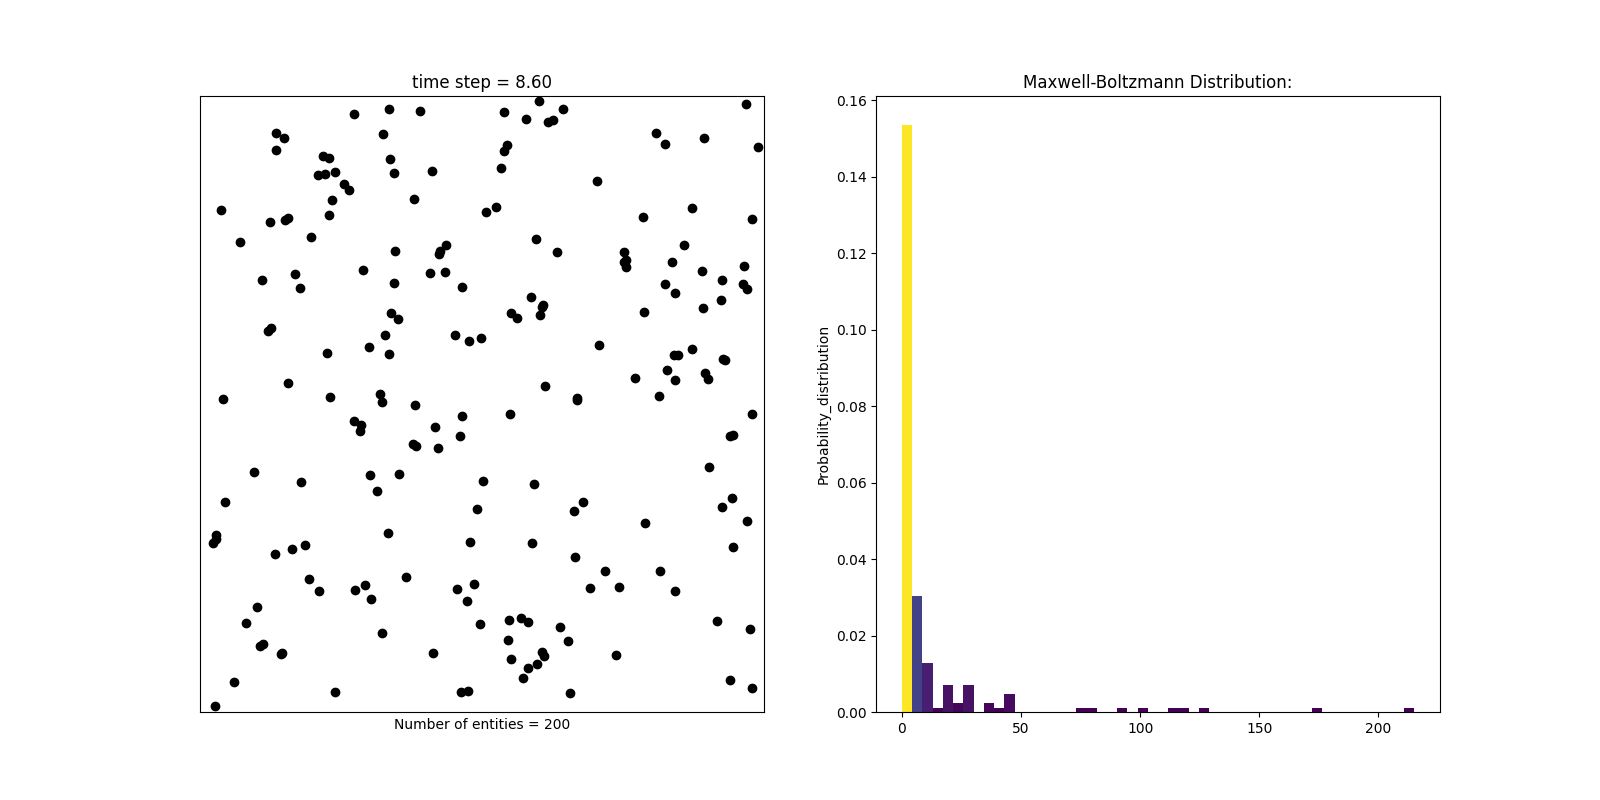 time step = 8.60
Number of entities = 200
Maxwell-Boltzmann Distribution:
Probability_distribution
0.16
0.14
0.12
0.10
0.08
0.06
0.04
0.02
0.00
0 50 100 150 200